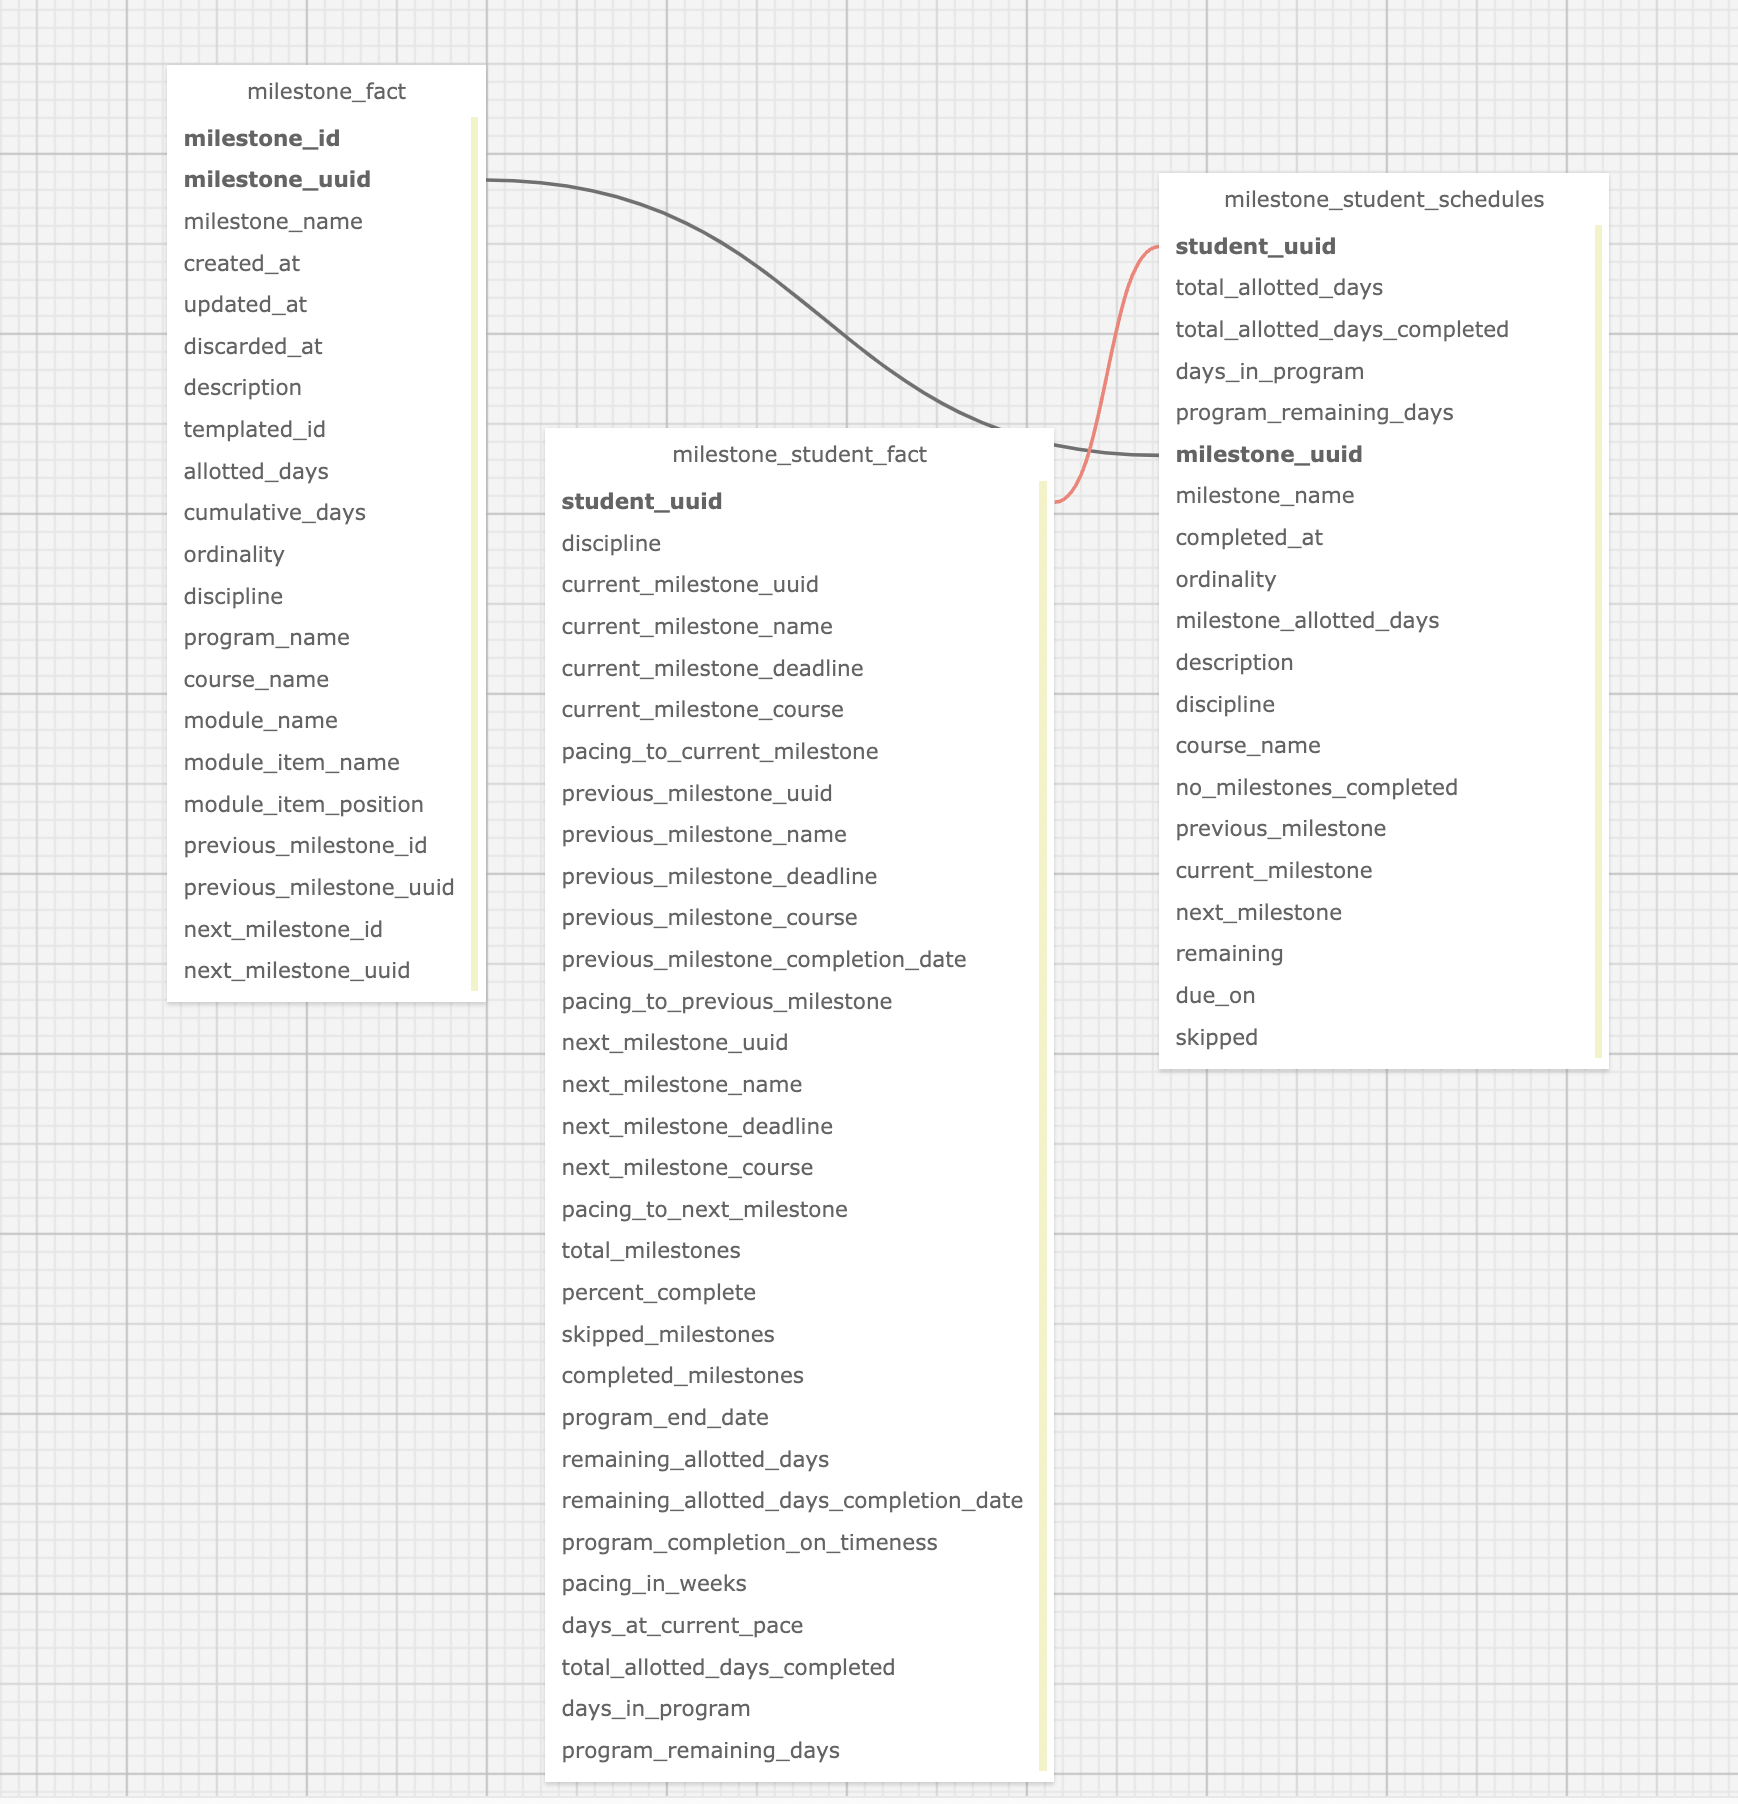 milestone_fact
milestone_id
milestone_uuid
milestone_name
created_at
updated_at
discarded_at
description
templated_id
allotted_days
cumulative_days
ordinality
discipline
program_name
course_name
module_name
module_item_name
module_item_position
previous_milestone_id
previous_milestone_uuid
next_milestone_id
next_milestone_uuid
milestone_student_fact
student_uuid
discipline
current_milestone_uuid
current_milestone_name
current_milestone_deadline
current_milestone_course
pacing_to_current_milestone
previous_milestone_uuid
previous_milestone_name
previous_milestone_deadline
previous_milestone_course
previous_milestone_completion_date
pacing_to_previous_milestone
next_milestone_uuid
next_milestone_name
next_milestone_deadline
next_milestone_course
pacing_to_next_milestone
total_milestones
percent_complete
skipped_milestones
completed_milestones
program_end_date
remaining_allotted_days
remaining_allotted_days_completion_date
program_completion_on_timeness
pacing_in_weeks
days_at_current_pace
total_allotted_days_completed
days_in_program
program_remaining_days
milestone_student_schedules
student_uuid
total_allotted_days
total_allotted_days_completed
days_in_program
program_remaining_days
milestone_uuid
milestone_name
completed_at
ordinality
milestone_allotted_days
description
discipline
course_name
no_milestones_completed
previous_milestone
current_milestone
next_milestone
remaining
due_on
skipped